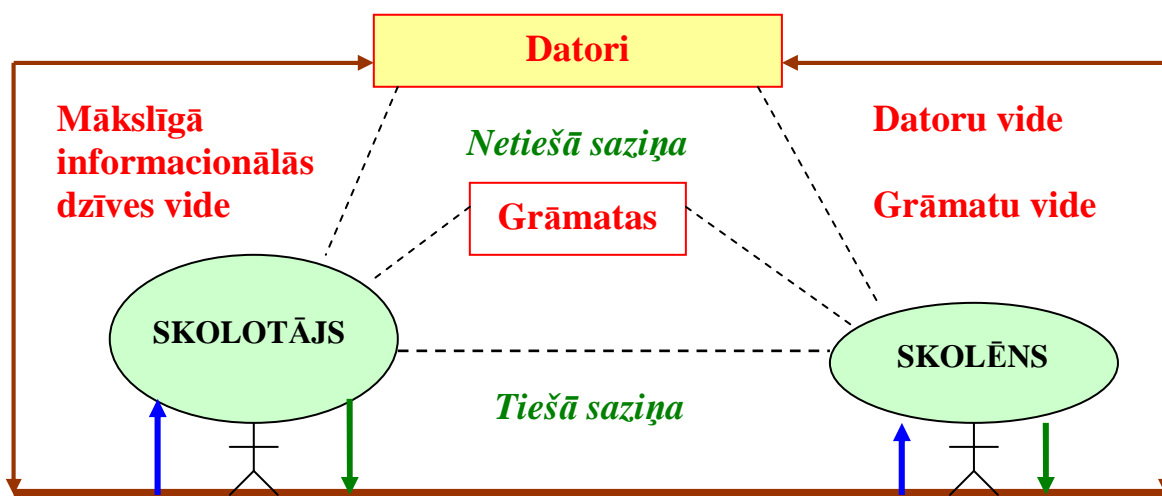 Datori
Mākslīgā
informacionālās
dzīves vide
Netiešā saziņa
Datoru vide
Grāmatas
Grāmatu vide
SKOLOTĀJS
SKOLĒNS
Tiešā saziņa